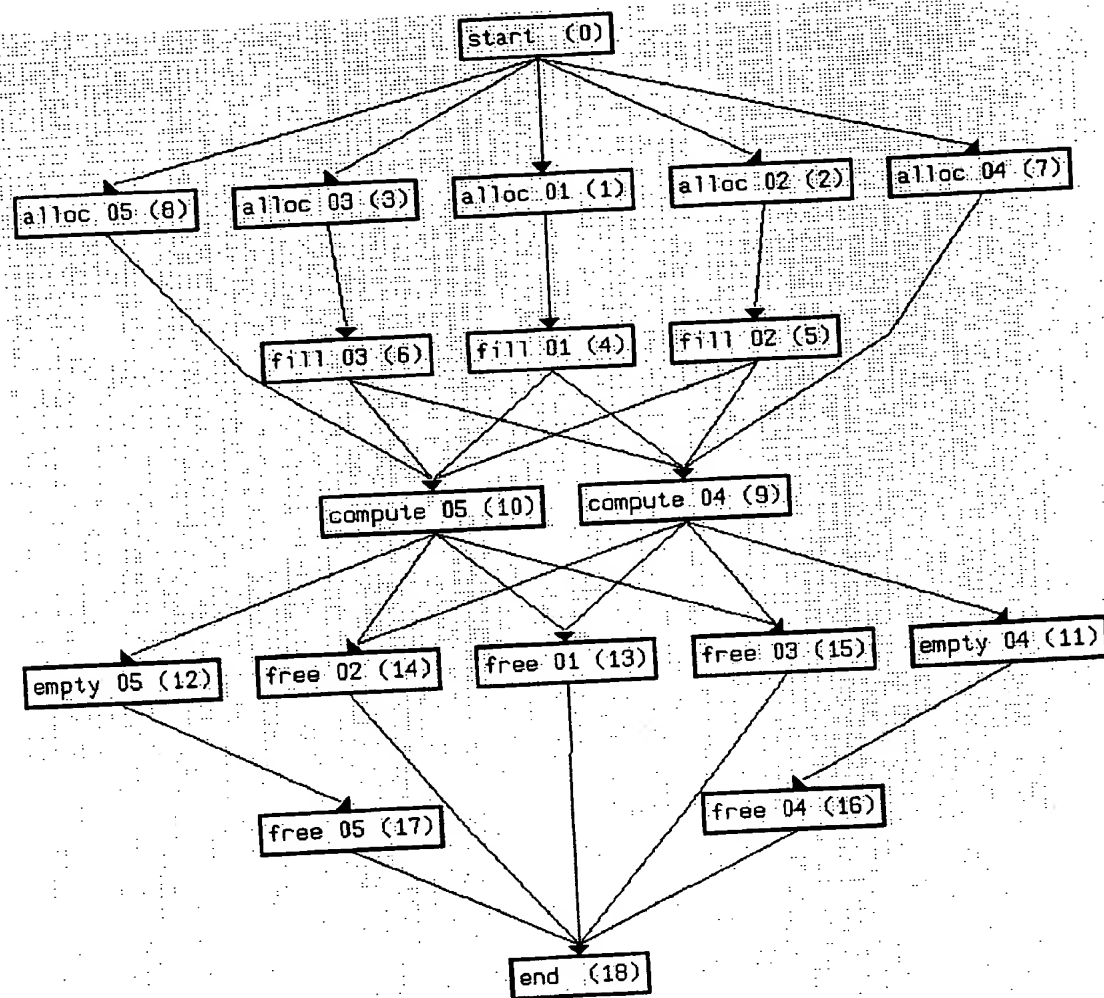 start (0)
alloc 05 (8)
alloc 03 (3)
alloc 01 (1)
alloc 02 (2)
alloc 04 (7)
fill 03 (6)
fill 01 (4)
fill 02 (5)
compute 05 (10)
compute 04 (9)
empty 05 (12)
free 02 (14)
free 01 (13)
free 03 (15)
empty 04 (11)
free 05 (17)
free 04 (16)
end (18)